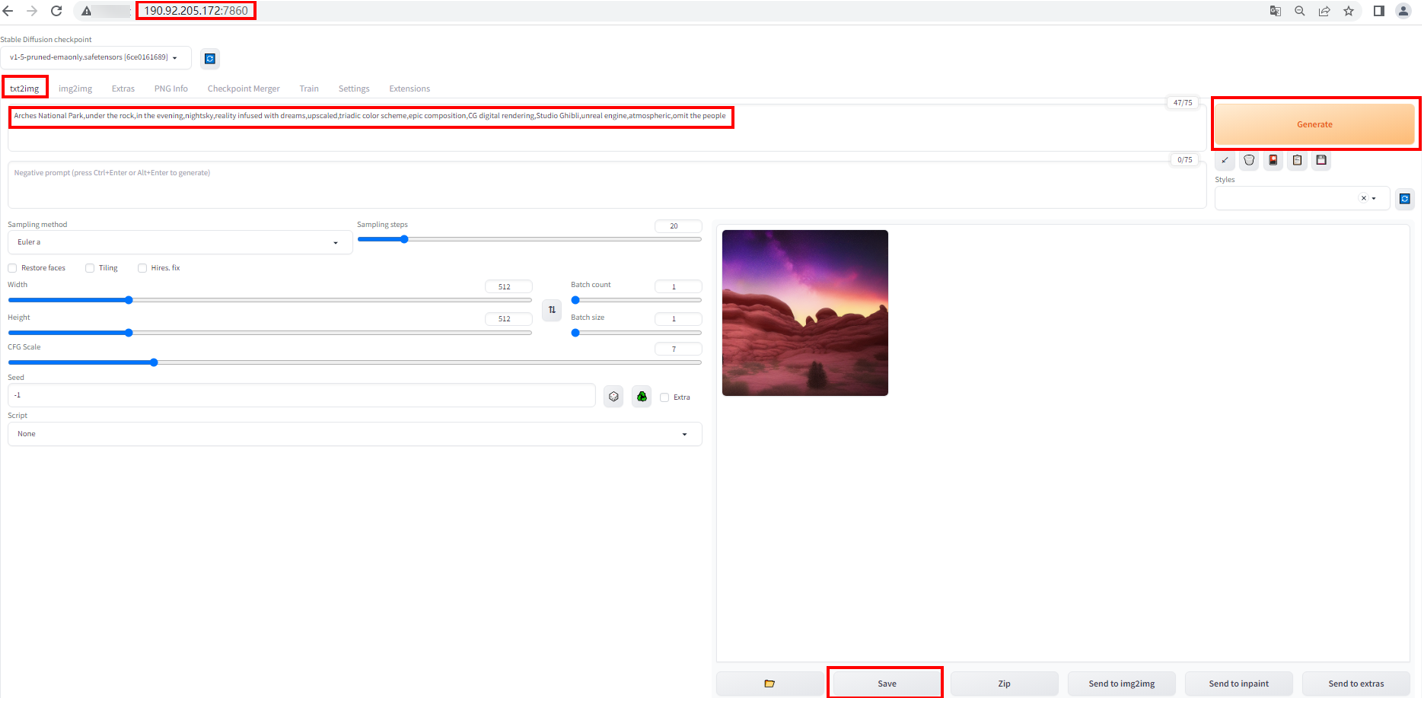 190.92.205.172:7860
Stable Diffusion checkpoint
v1-5-pruned-emaonly.safetensors [6ce0161689]
txt2img img2img Extras PNG Info Checkpoint Merger Train Settings Extensions
47/75
Arches National Park,under the rock,in the evening,nightsky,reality infused with dreams,upscaled,triadic color scheme,epic composition,CG digital rendering,Studio Ghibli,unreal engine,atmospheric,omit the people
Generate
0/75
Negative prompt (press Ctrl+Enter or Alt+Enter to generate)
Styles
Sampling method
Euler a
Sampling steps
20
Restore faces Tiling Hires. fix
Width
512
Batch count
1
Height
512
Batch size
1
CFG Scale
7
Seed
-1
Extra
Script
None
Save Zip Send to img2img Send to inpaint Send to extras